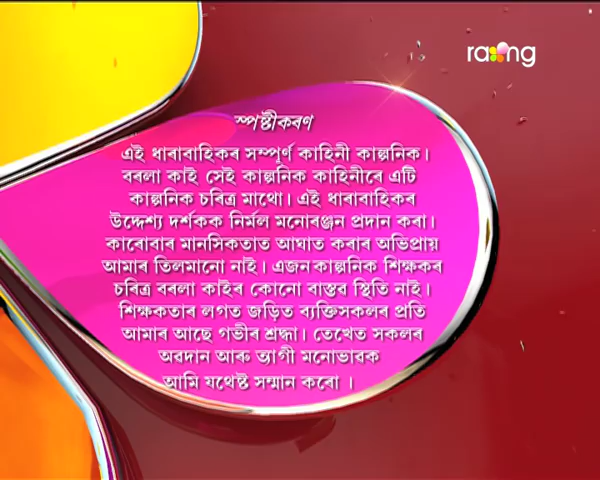 rang
স্পষ্টীকৰণ
এই ধাৰাবাহিকৰ সম্পূৰ্ণ কাহিনী কাল্পনিক।
বৰলা কাই সেই কাল্পনিক কাহিনীৰে এটি
কাল্পনিক চৰিত্ৰ মাথো। এই ধাৰাবাহিকৰ
উদ্দেশ্য দৰ্শকক নিৰ্মল মনোৰঞ্জন প্ৰদান কৰা।
কাৰোবাৰ মানসিকতাত আঘাত কৰাৰ অভিপ্ৰায়
আমাৰ তিলমানো নাই। এজন কাল্পনিক শিক্ষকৰ
চৰিত্ৰ বৰলা কাইৰ কোনো বাস্তৱ স্থিতি নাই।
শিক্ষকতাৰ লগত জড়িত ব্যক্তিসকলৰ প্ৰতি
আমাৰ আছে গভীৰ শ্ৰদ্ধা। তেখেত সকলৰ
অৱদান আৰু ত্যাগী মনোভাৱক
আমি যথেষ্ট সন্মান কৰো ।